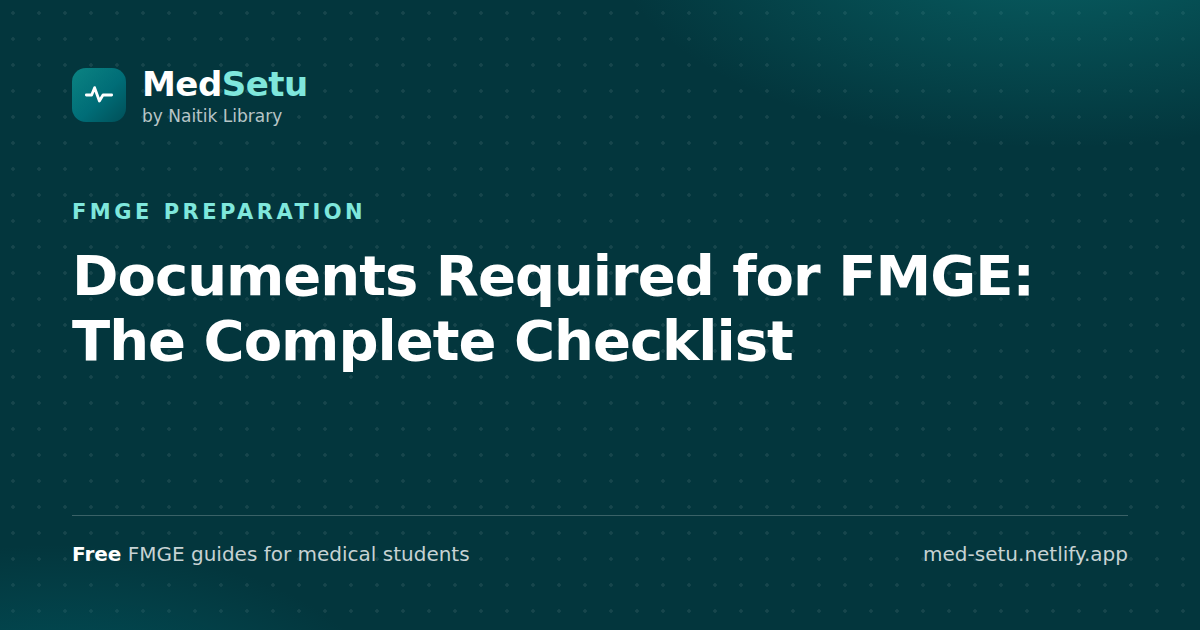 MedSetu
by Naitik Library
FMGE PREPARATION
Documents Required for FMGE:
The Complete Checklist
Free FMGE guides for medical students
med-setu.netlify.app